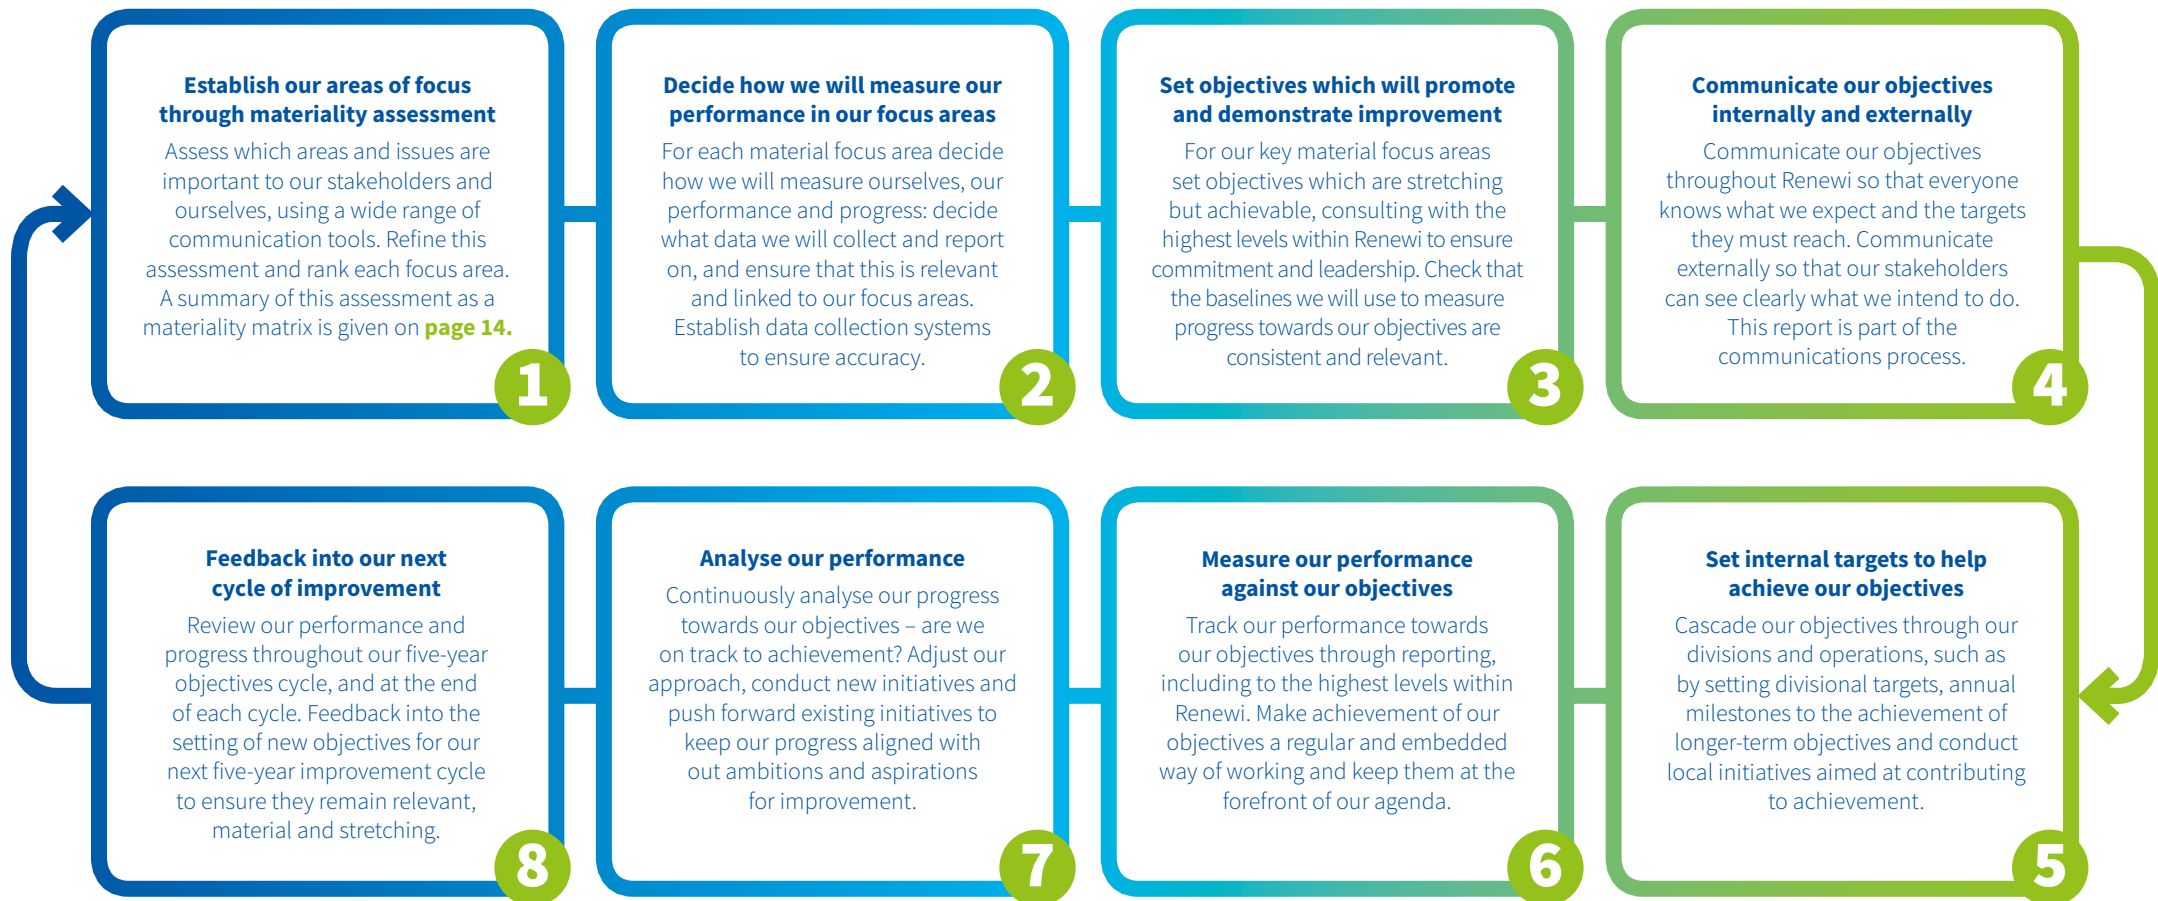 Establish our areas of focus
through materiality assessment
Assess which areas and issues are
important to our stakeholders and
ourselves, using a wide range of
communication tools. Refine this
assessment and rank each focus area.
A summary of this assessment as a
materiality matrix is given on page 14.
1
Decide how we will measure our
performance in our focus areas
For each material focus area decide
how we will measure ourselves, our
performance and progress: decide
what data we will collect and report
on, and ensure that this is relevant
and linked to our focus areas.
Establish data collection systems
to ensure accuracy.
2
Set objectives which will promote
and demonstrate improvement
For our key material focus areas
set objectives which are stretching
but achievable, consulting with the
highest levels within Renewi to ensure
commitment and leadership. Check that
the baselines we will use to measure
progress towards our objectives are
consistent and relevant.
3
Communicate our objectives
internally and externally
Communicate our objectives
throughout Renewi so that everyone
knows what we expect and the targets
they must reach. Communicate
externally so that our stakeholders
can see clearly what we intend to do.
This report is part of the
communications process.
4
Set internal targets to help
achieve our objectives
Cascade our objectives through our
divisions and operations, such as
by setting divisional targets, annual
milestones to the achievement of
longer-term objectives and conduct
local initiatives aimed at contributing
to achievement.
5
Measure our performance
against our objectives
Track our performance towards
our objectives through reporting,
including to the highest levels within
Renewi. Make achievement of our
objectives a regular and embedded
way of working and keep them at the
forefront of our agenda.
6
Analyse our performance
Continuously analyse our progress
towards our objectives – are we
on track to achievement? Adjust our
approach, conduct new initiatives and
push forward existing initiatives to
keep our progress aligned with
out ambitions and aspirations
for improvement.
7
Feedback into our next
cycle of improvement
Review our performance and
progress throughout our five-year
objectives cycle, and at the end
of each cycle. Feedback into the
setting of new objectives for our
next five-year improvement cycle
to ensure they remain relevant,
material and stretching.
8